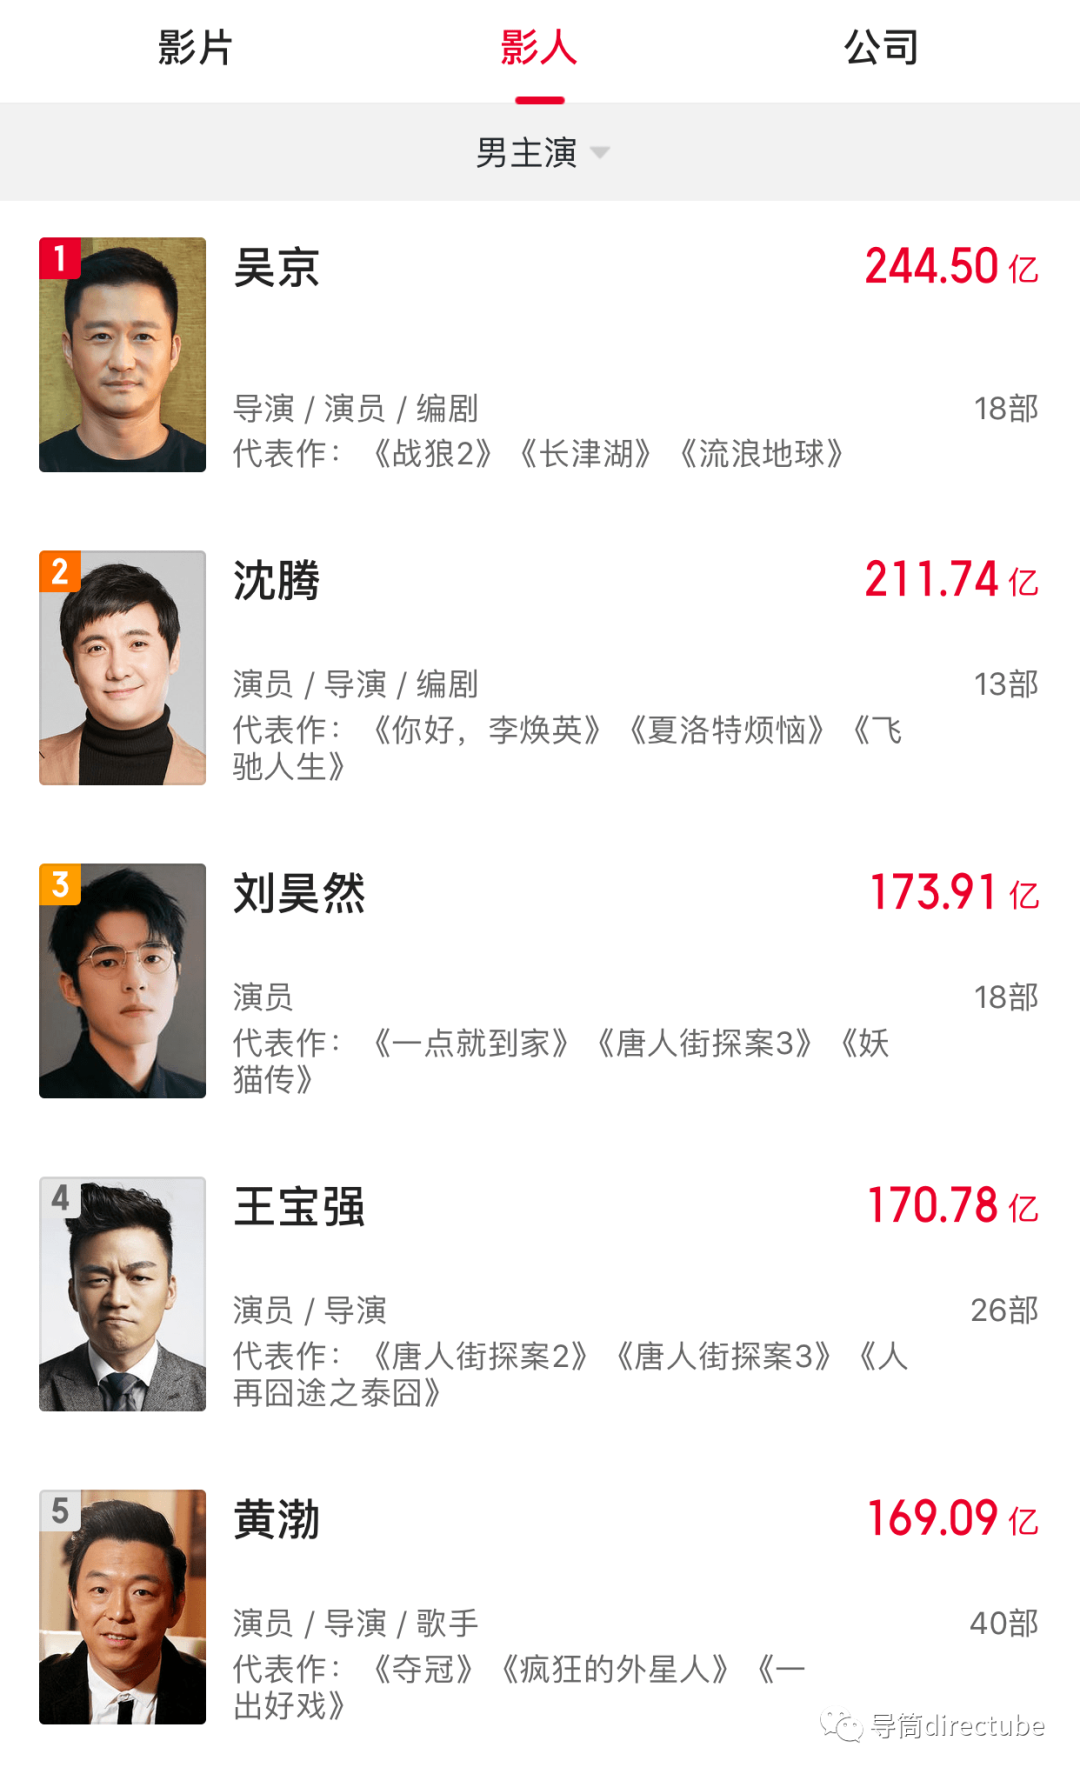 影片 影人 公司
男主演
1 吴京 244.50 亿
导演 / 演员 / 编剧 18部
代表作：《战狼2》《长津湖》《流浪地球》
2 沈腾 211.74 亿
演员 / 导演 / 编剧 13部
代表作：《你好，李焕英》《夏洛特烦恼》《飞
驰人生》
3 刘昊然 173.91 亿
演员 18部
代表作：《一点就到家》《唐人街探案3》《妖
猫传》
4 王宝强 170.78 亿
演员 / 导演 26部
代表作：《唐人街探案2》《唐人街探案3》《人
再囧途之泰囧》
5 黄渤 169.09 亿
演员 / 导演 / 歌手 40部
代表作：《夺冠》《疯狂的外星人》《一
出好戏》
导筒directube